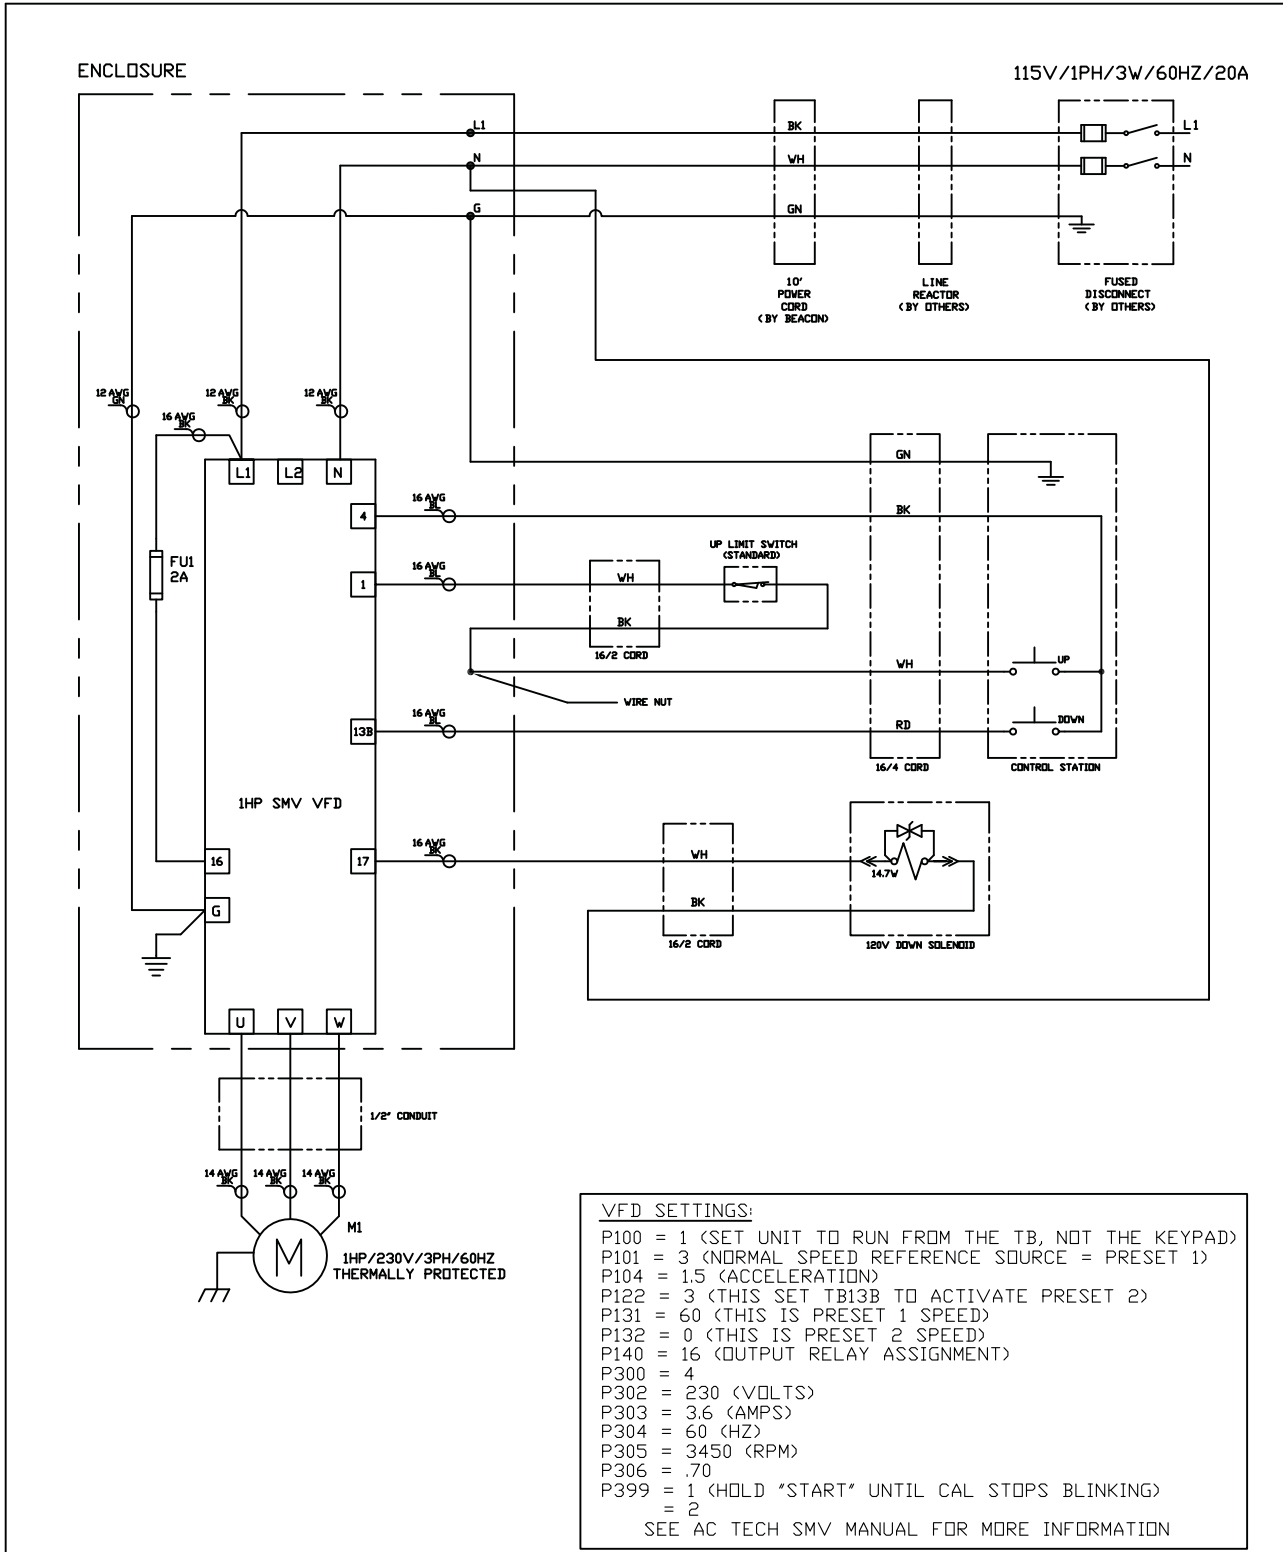 ENCLOSURE
115V/1PH/3W/60HZ/20A
L1
BK
L1
N
WH
N
G
GN
10'
POWER
CORD
(BY BEACON)
LINE
REACTOR
(BY OTHERS)
FUSED
DISCONNECT
(BY OTHERS)
12 AWG
GN
12 AWG
BK
12 AWG
BK
16 AWG
BK
L1
L2
N
GN
4
16 AWG
BL
BK
UP LIMIT SWITCH
(STANDARD)
FU1
2A
1
16 AWG
BL
WH
BK
16/2 CORD
WH
UP
WIRE NUT
13B
16 AWG
BL
RD
DOWN
16/4 CORD
CONTROL STATION
1HP SMV VFD
16
17
16 AWG
BK
WH
14.7W
G
BK
16/2 CORD
120V DOWN SOLENOID
U
V
W
1/2" CONDUIT
14 AWG
BK
14 AWG
BK
14 AWG
BK
M1
M
1HP/230V/3PH/60HZ
THERMALLY PROTECTED
VFD SETTINGS:
P100 = 1 (SET UNIT TO RUN FROM THE TB, NOT THE KEYPAD)
P101 = 3 (NORMAL SPEED REFERENCE SOURCE = PRESET 1)
P104 = 1.5 (ACCELERATION)
P122 = 3 (THIS SET TB13B TO ACTIVATE PRESET 2)
P131 = 60 (THIS IS PRESET 1 SPEED)
P132 = 0 (THIS IS PRESET 2 SPEED)
P140 = 16 (OUTPUT RELAY ASSIGNMENT)
P300 = 4
P302 = 230 (VOLTS)
P303 = 3.6 (AMPS)
P304 = 60 (HZ)
P305 = 3450 (RPM)
P306 = .70
P399 = 1 (HOLD "START" UNTIL CAL STOPS BLINKING)
= 2
SEE AC TECH SMV MANUAL FOR MORE INFORMATION